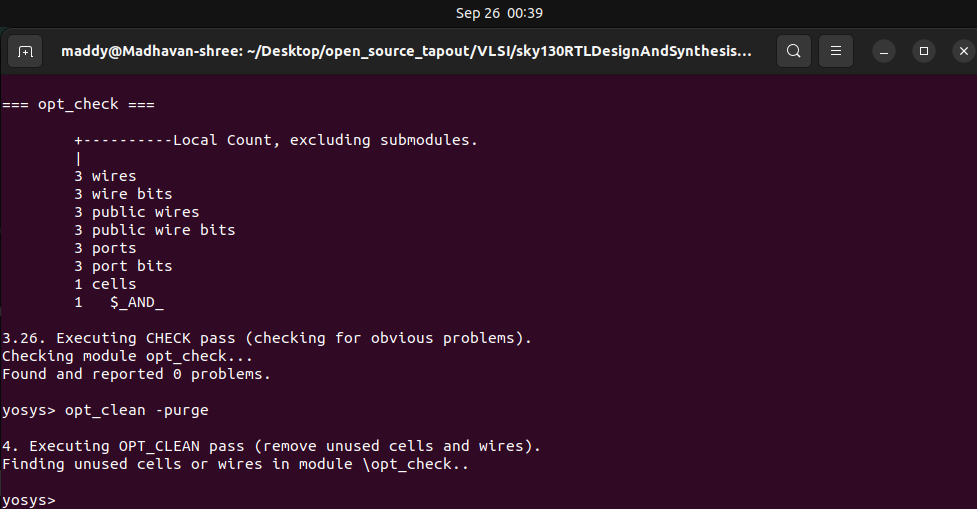 Sep 26 00:39
maddy@Madhavan-shree: ~/Desktop/open_source_tapout/VLSI/sky130RTLDesignAndSynthesis...
=== opt_check ===
+----------Local Count, excluding submodules.
|
3 wires
3 wire bits
3 public wires
3 public wire bits
3 ports
3 port bits
1 cells
1   $_AND_
3.26. Executing CHECK pass (checking for obvious problems).
Checking module opt_check...
Found and reported 0 problems.
yosys> opt_clean -purge
4. Executing OPT_CLEAN pass (remove unused cells and wires).
Finding unused cells or wires in module \opt_check..
yosys>